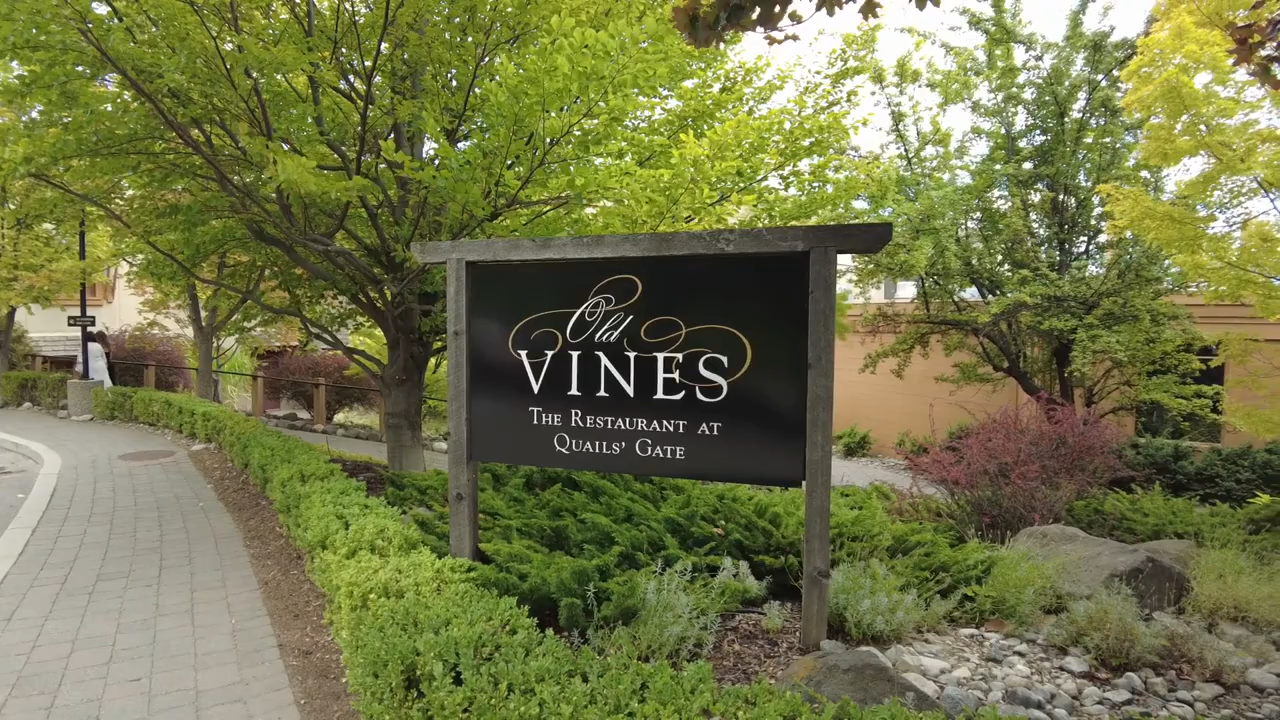 Old
VINES
THE RESTAURANT AT
QUAILS' GATE